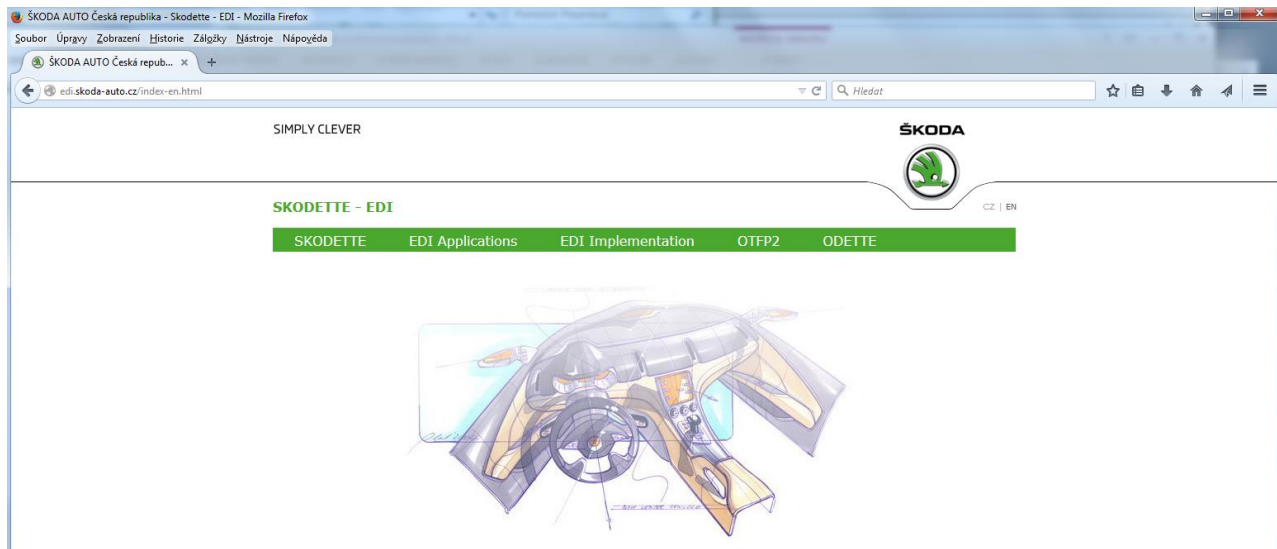 ŠKODA AUTO Česká republika - Skodette - EDI - Mozilla Firefox
Soubor Úpravy Zobrazení Historie Záložky Nástroje Nápověda
ŠKODA AUTO Česká repub... × +
edi.skoda-auto.cz/index-en.html Hledat
SIMPLY CLEVER
ŠKODA
SKODETTE - EDI
CZ | EN
SKODETTE EDI Applications EDI Implementation OTFP2 ODETTE